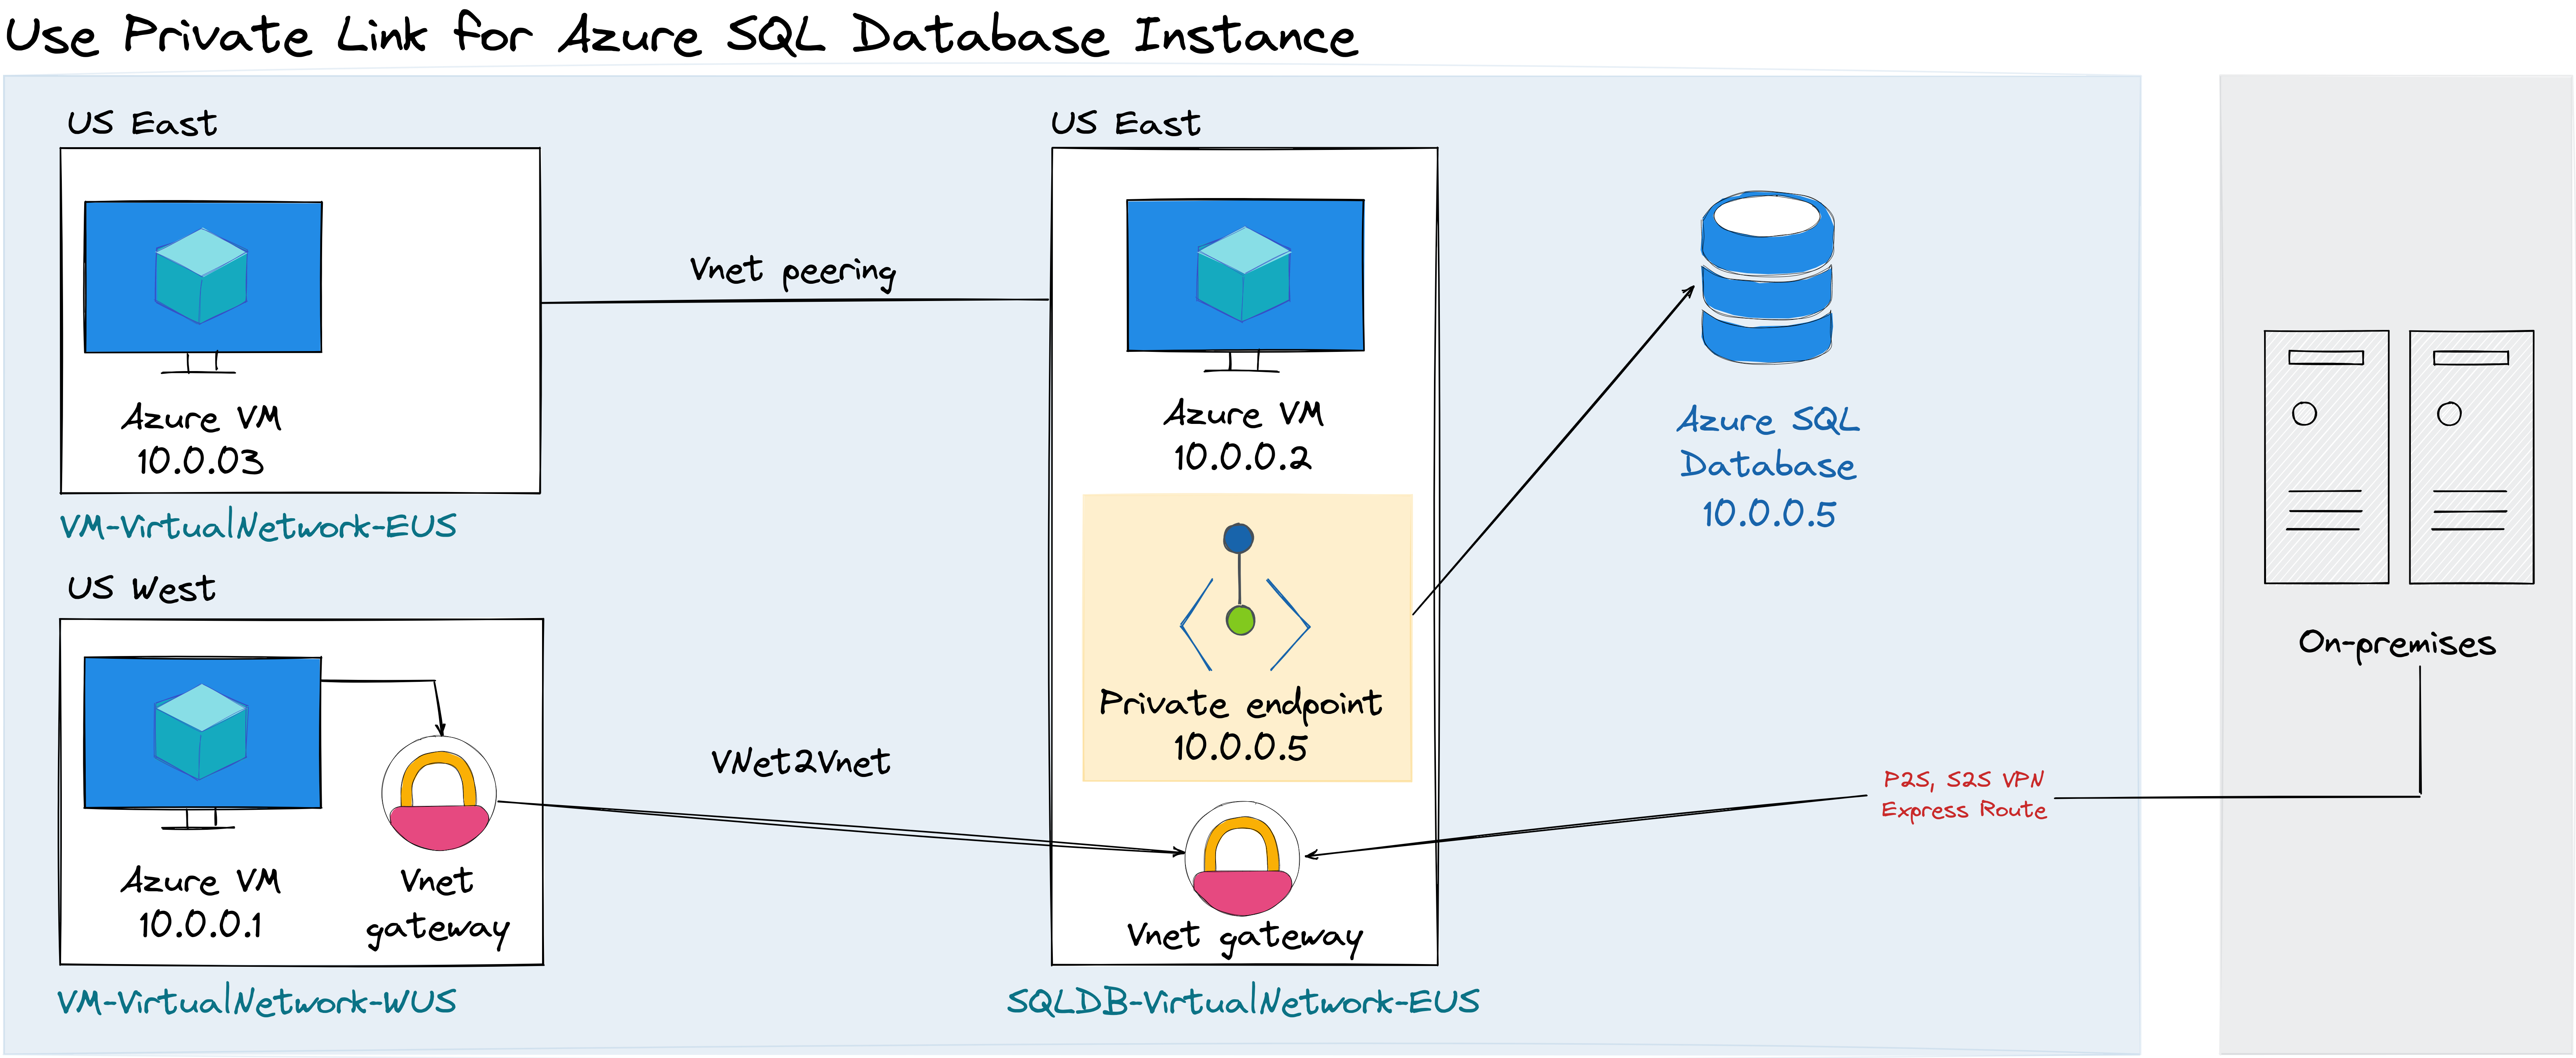 Use Private Link for Azure SQL Database Instance
US East
Azure VM
10.0.03
VM-VirtualNetwork-EUS
US West
Azure VM
10.0.0.1
Vnet
gateway
VM-VirtualNetwork-WUS
Vnet peering
VNet2Vnet
US East
Azure VM
10.0.0.2
Private endpoint
10.0.0.5
Vnet gateway
SQLDB-VirtualNetwork-EUS
Azure SQL
Database
10.0.0.5
P2S, S2S VPN
Express Route
On-premises